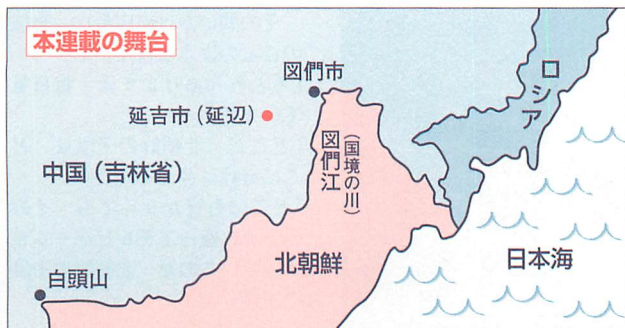 本連載の舞台
図們市
延吉市（延辺）
中国（吉林省）
図們江
（国境の川）
ロシア
北朝鮮
日本海
白頭山